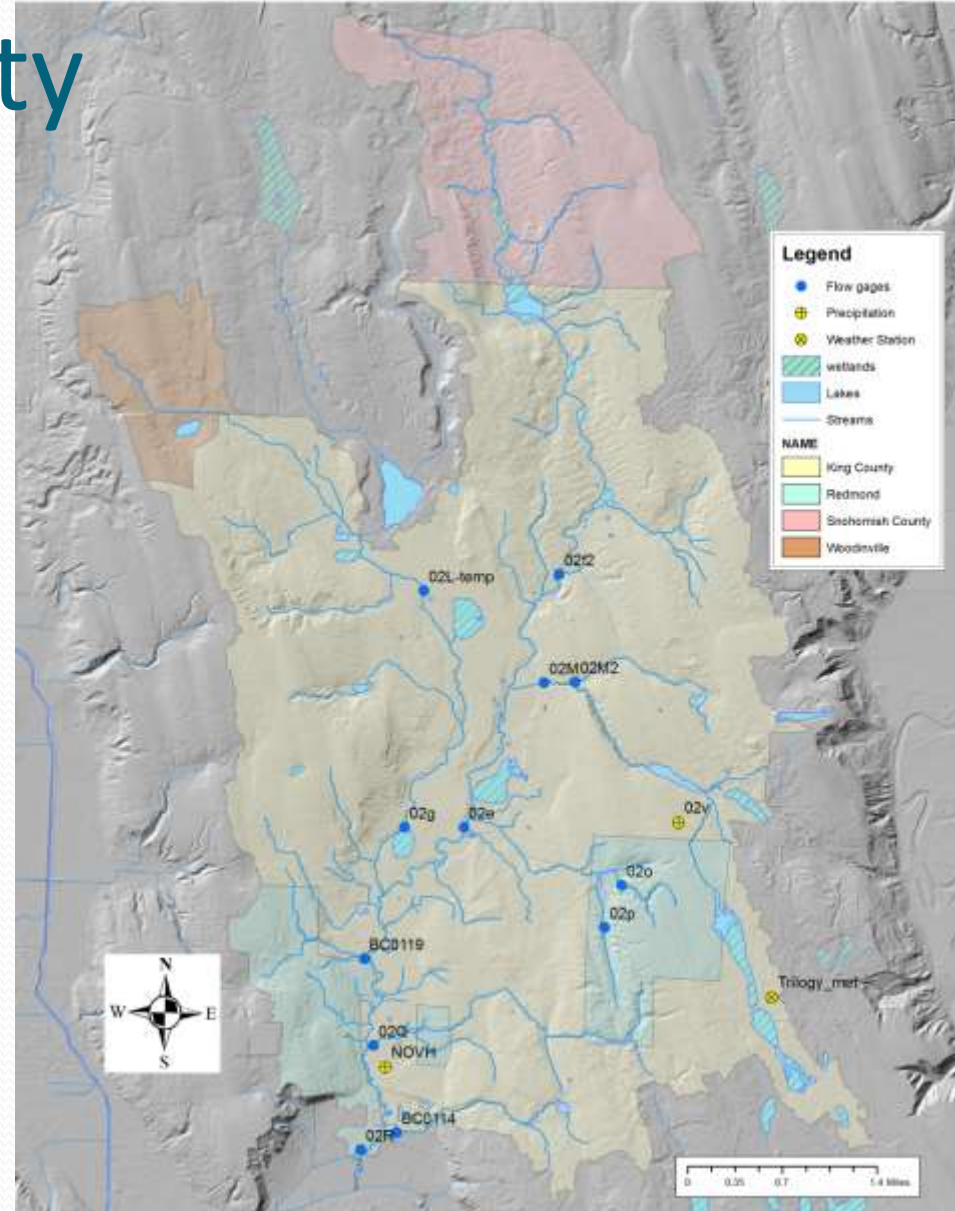 ty
Legend
Flow gages
Precipitation
Weather Station
wetlands
Lakes
Streams
NAME
King County
Redmond
Snohomish County
Woodinville
02f2
02L-temp
02M 02M2
02v
02g
02e
02o
02p
BC0119
Trilogy_met
N
W E
S
NOVH
BC0114
02R
0 0.35 0.7 1.4 Miles